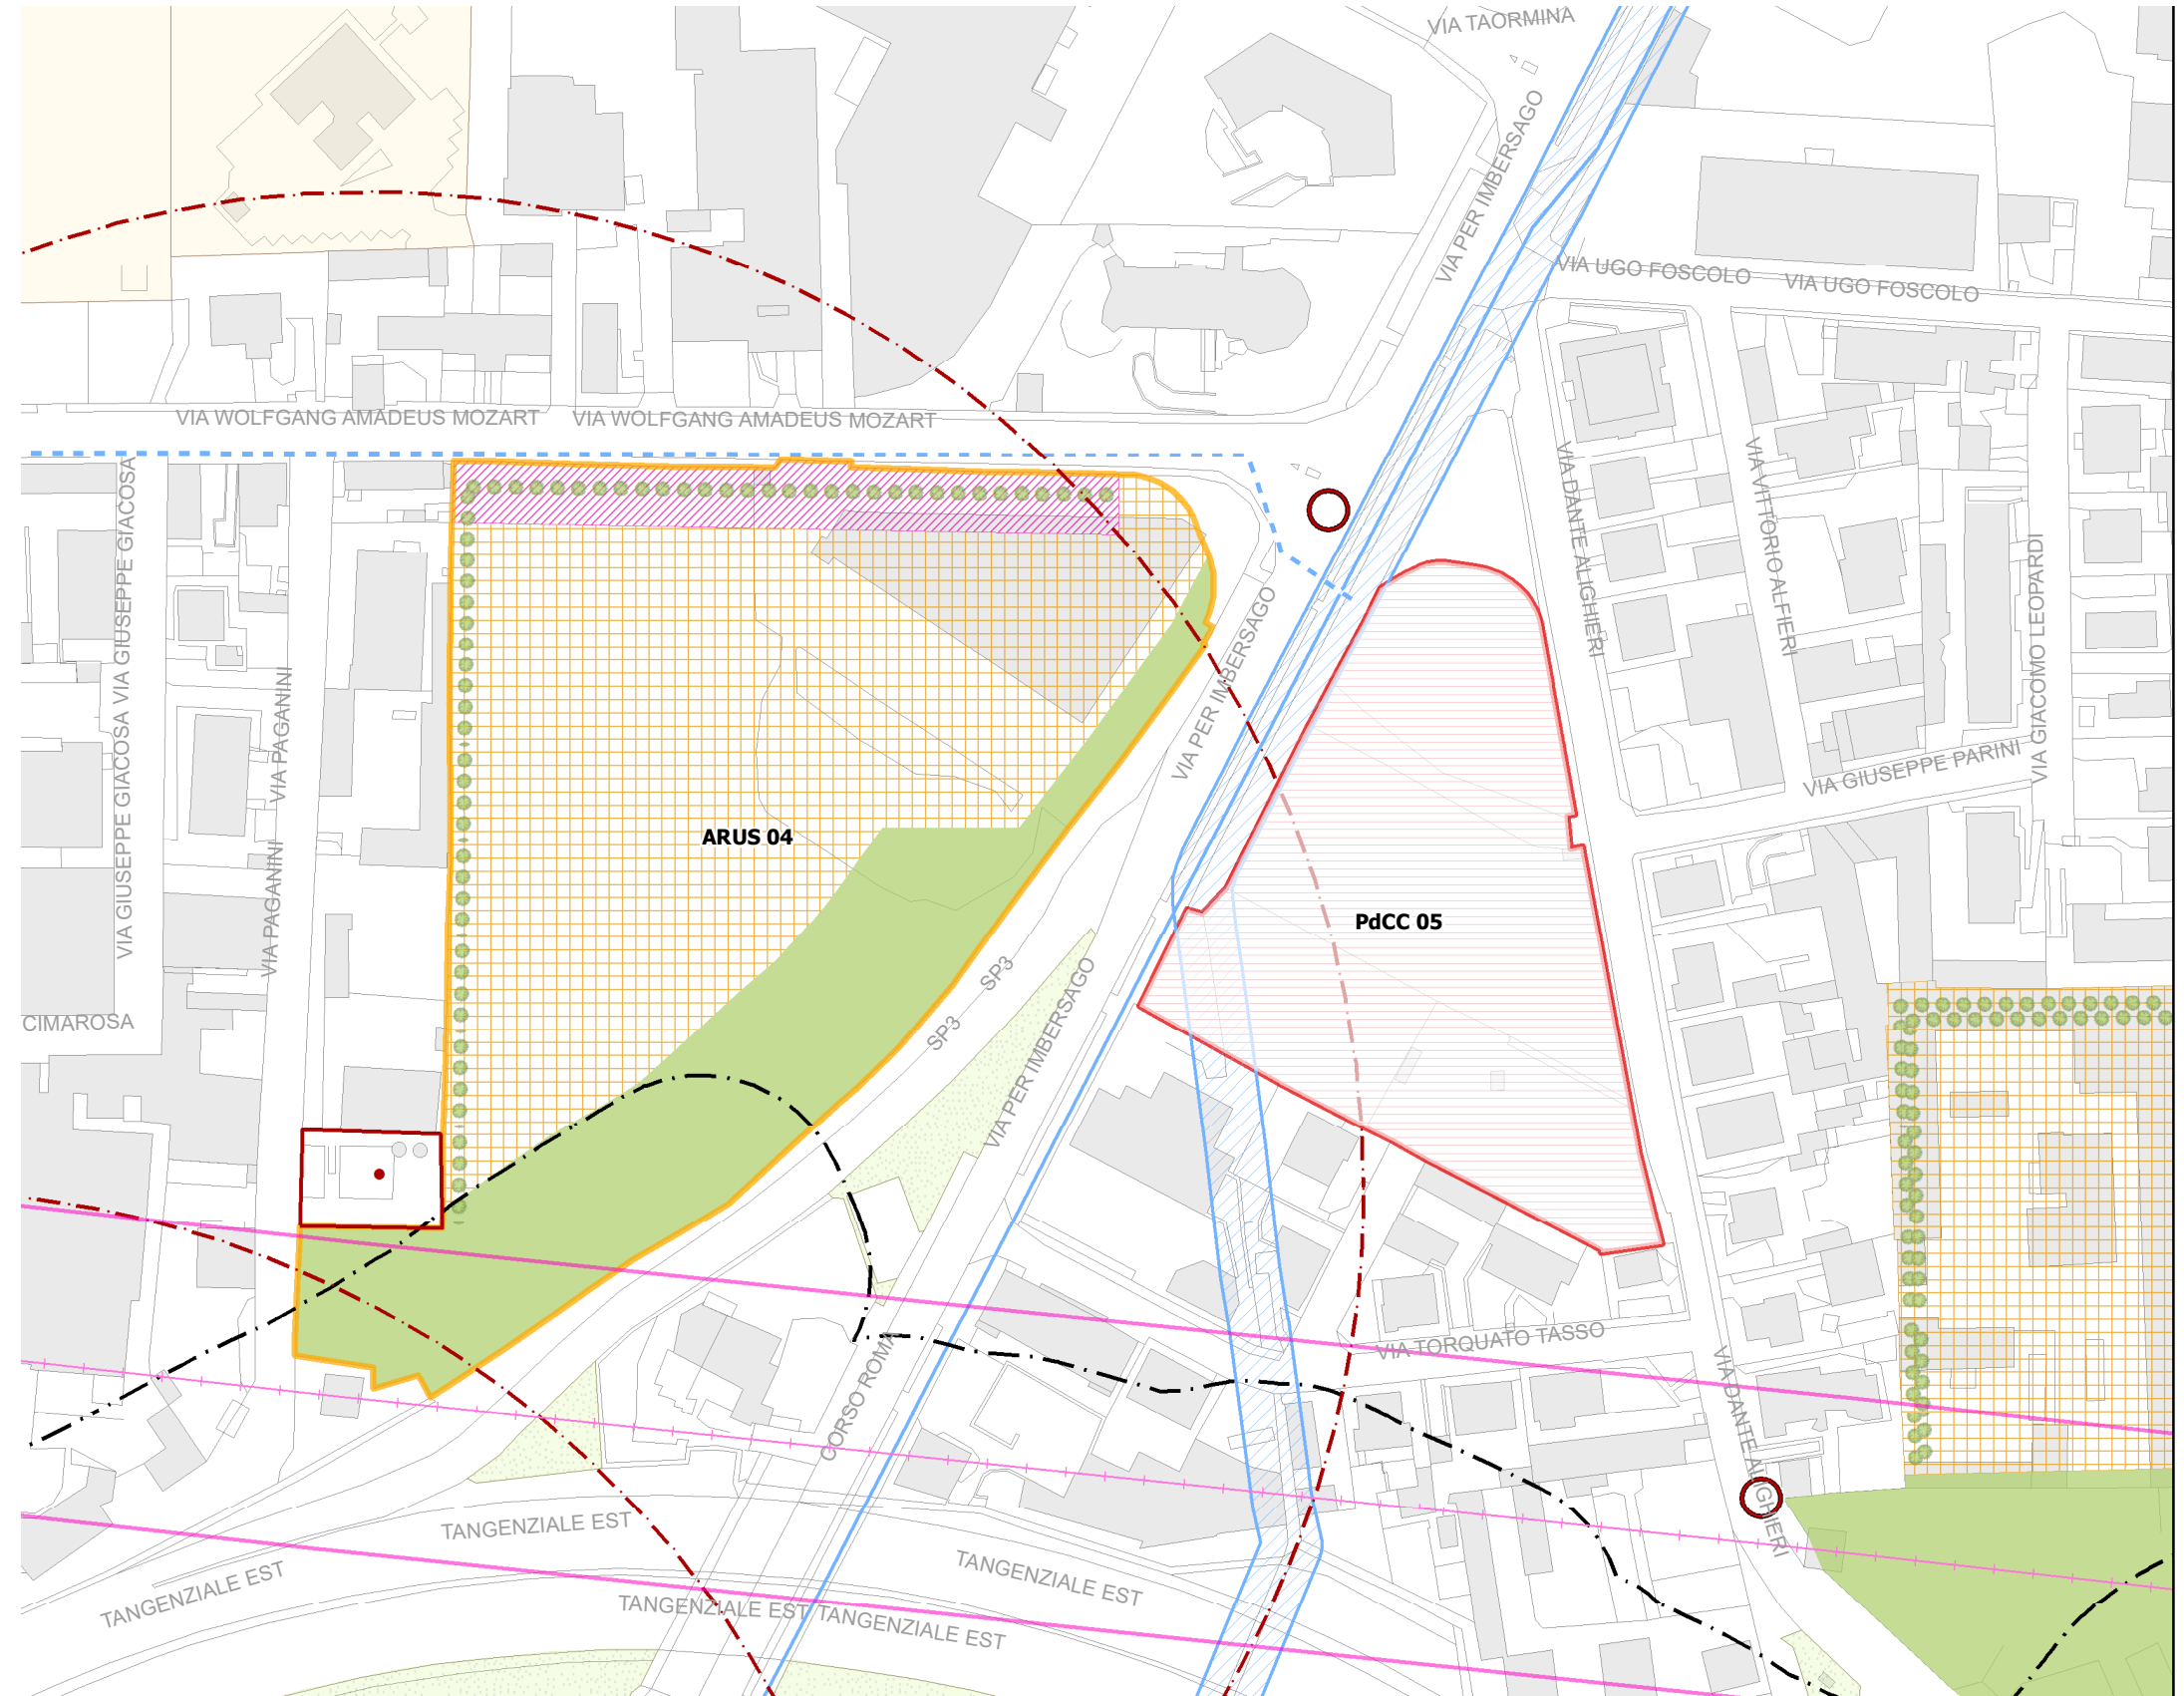 VIA TAORMINA
VIA PER IMBERSAGO
VIA UGO FOSCOLO
VIA UGO FOSCOLO
VIA WOLFGANG AMADEUS MOZART
VIA WOLFGANG AMADEUS MOZART
VIA GIUSEPPE GIACOSA
VIA GIUSEPPE GIACOSA
VIA DANTE ALIGHIERI
VIA VITTORIO ALFIERI
VIA GIACOMO LEOPARDI
VIA PAGANINI
VIA PER IMBERSAGO
VIA GIUSEPPE PARINI
ARUS 04
VIA PAGANINI
PdCC 05
SP3
CIMAROSA
SP3
VIA PER IMBERSAGO
VIA TORQUATO TASSO
CORSO ROMA
VIA DANTE ALIGHIERI
TANGENZIALE EST
TANGENZIALE EST
TANGENZIALE EST
TANGENZIALE EST
TANGENZIALE EST